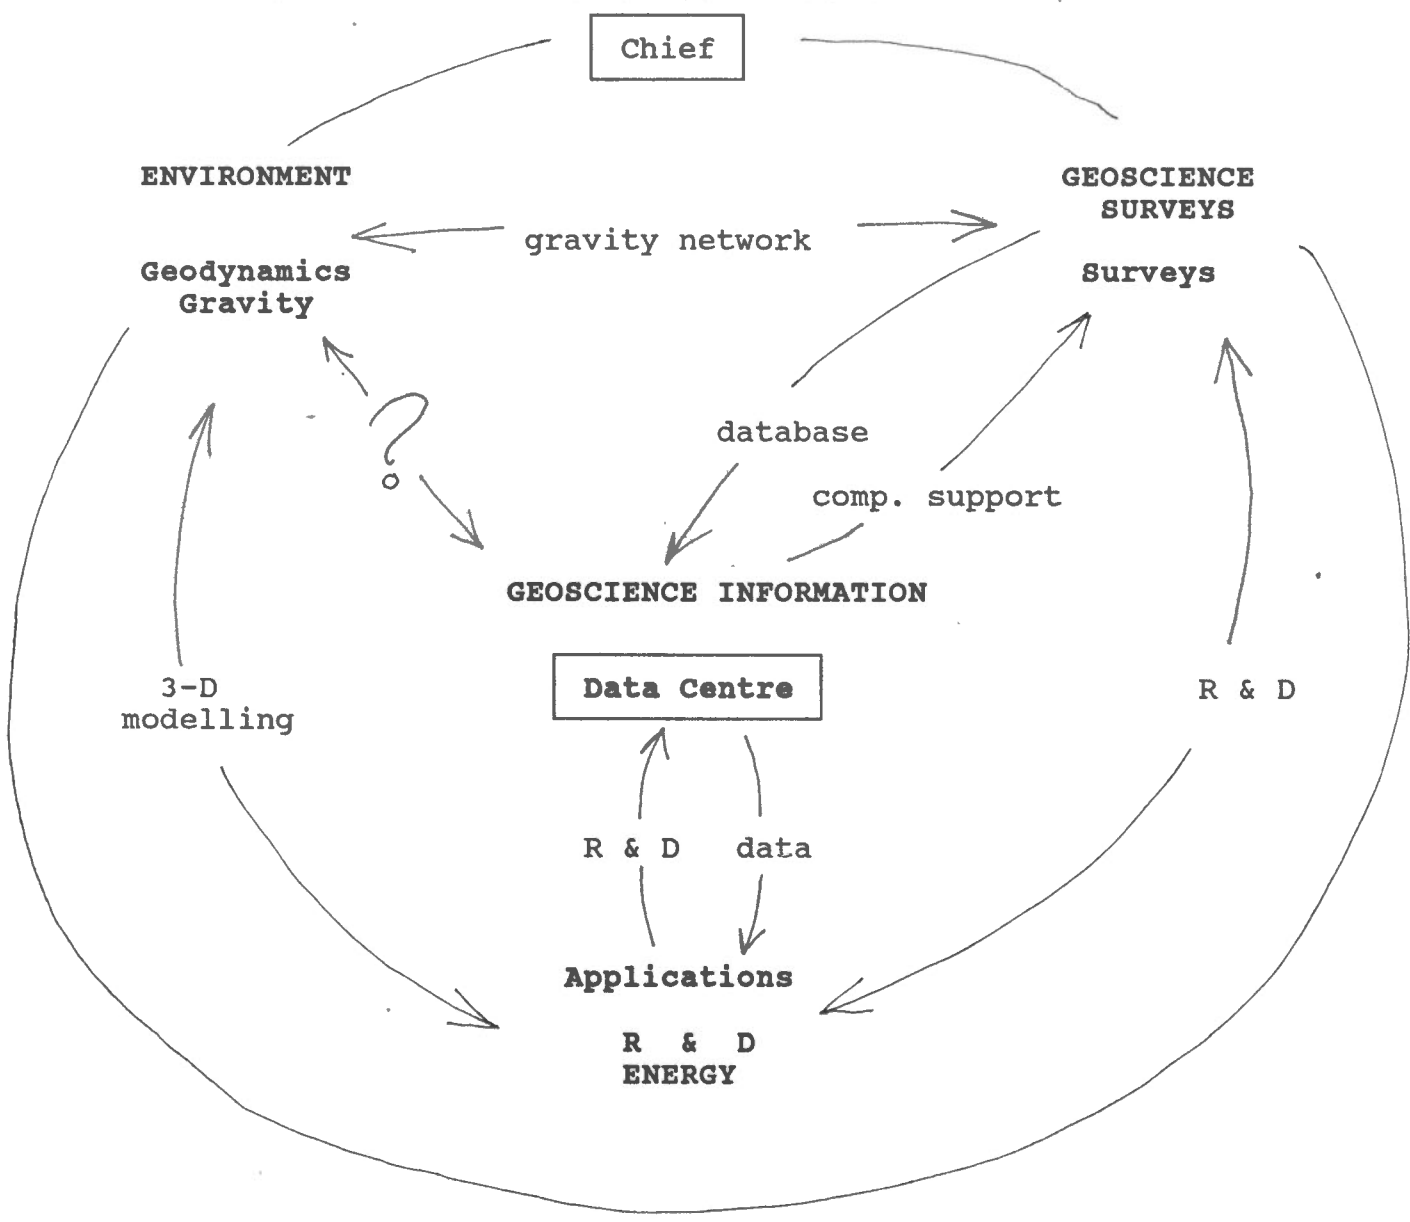 Chief
ENVIRONMENT
GEOSCIENCE
SURVEYS
gravity network
Geodynamics
Gravity
Surveys
?
database
comp. support
GEOSCIENCE INFORMATION
Data Centre
3-D
modelling
R & D
R & D
data
Applications
R & D
ENERGY